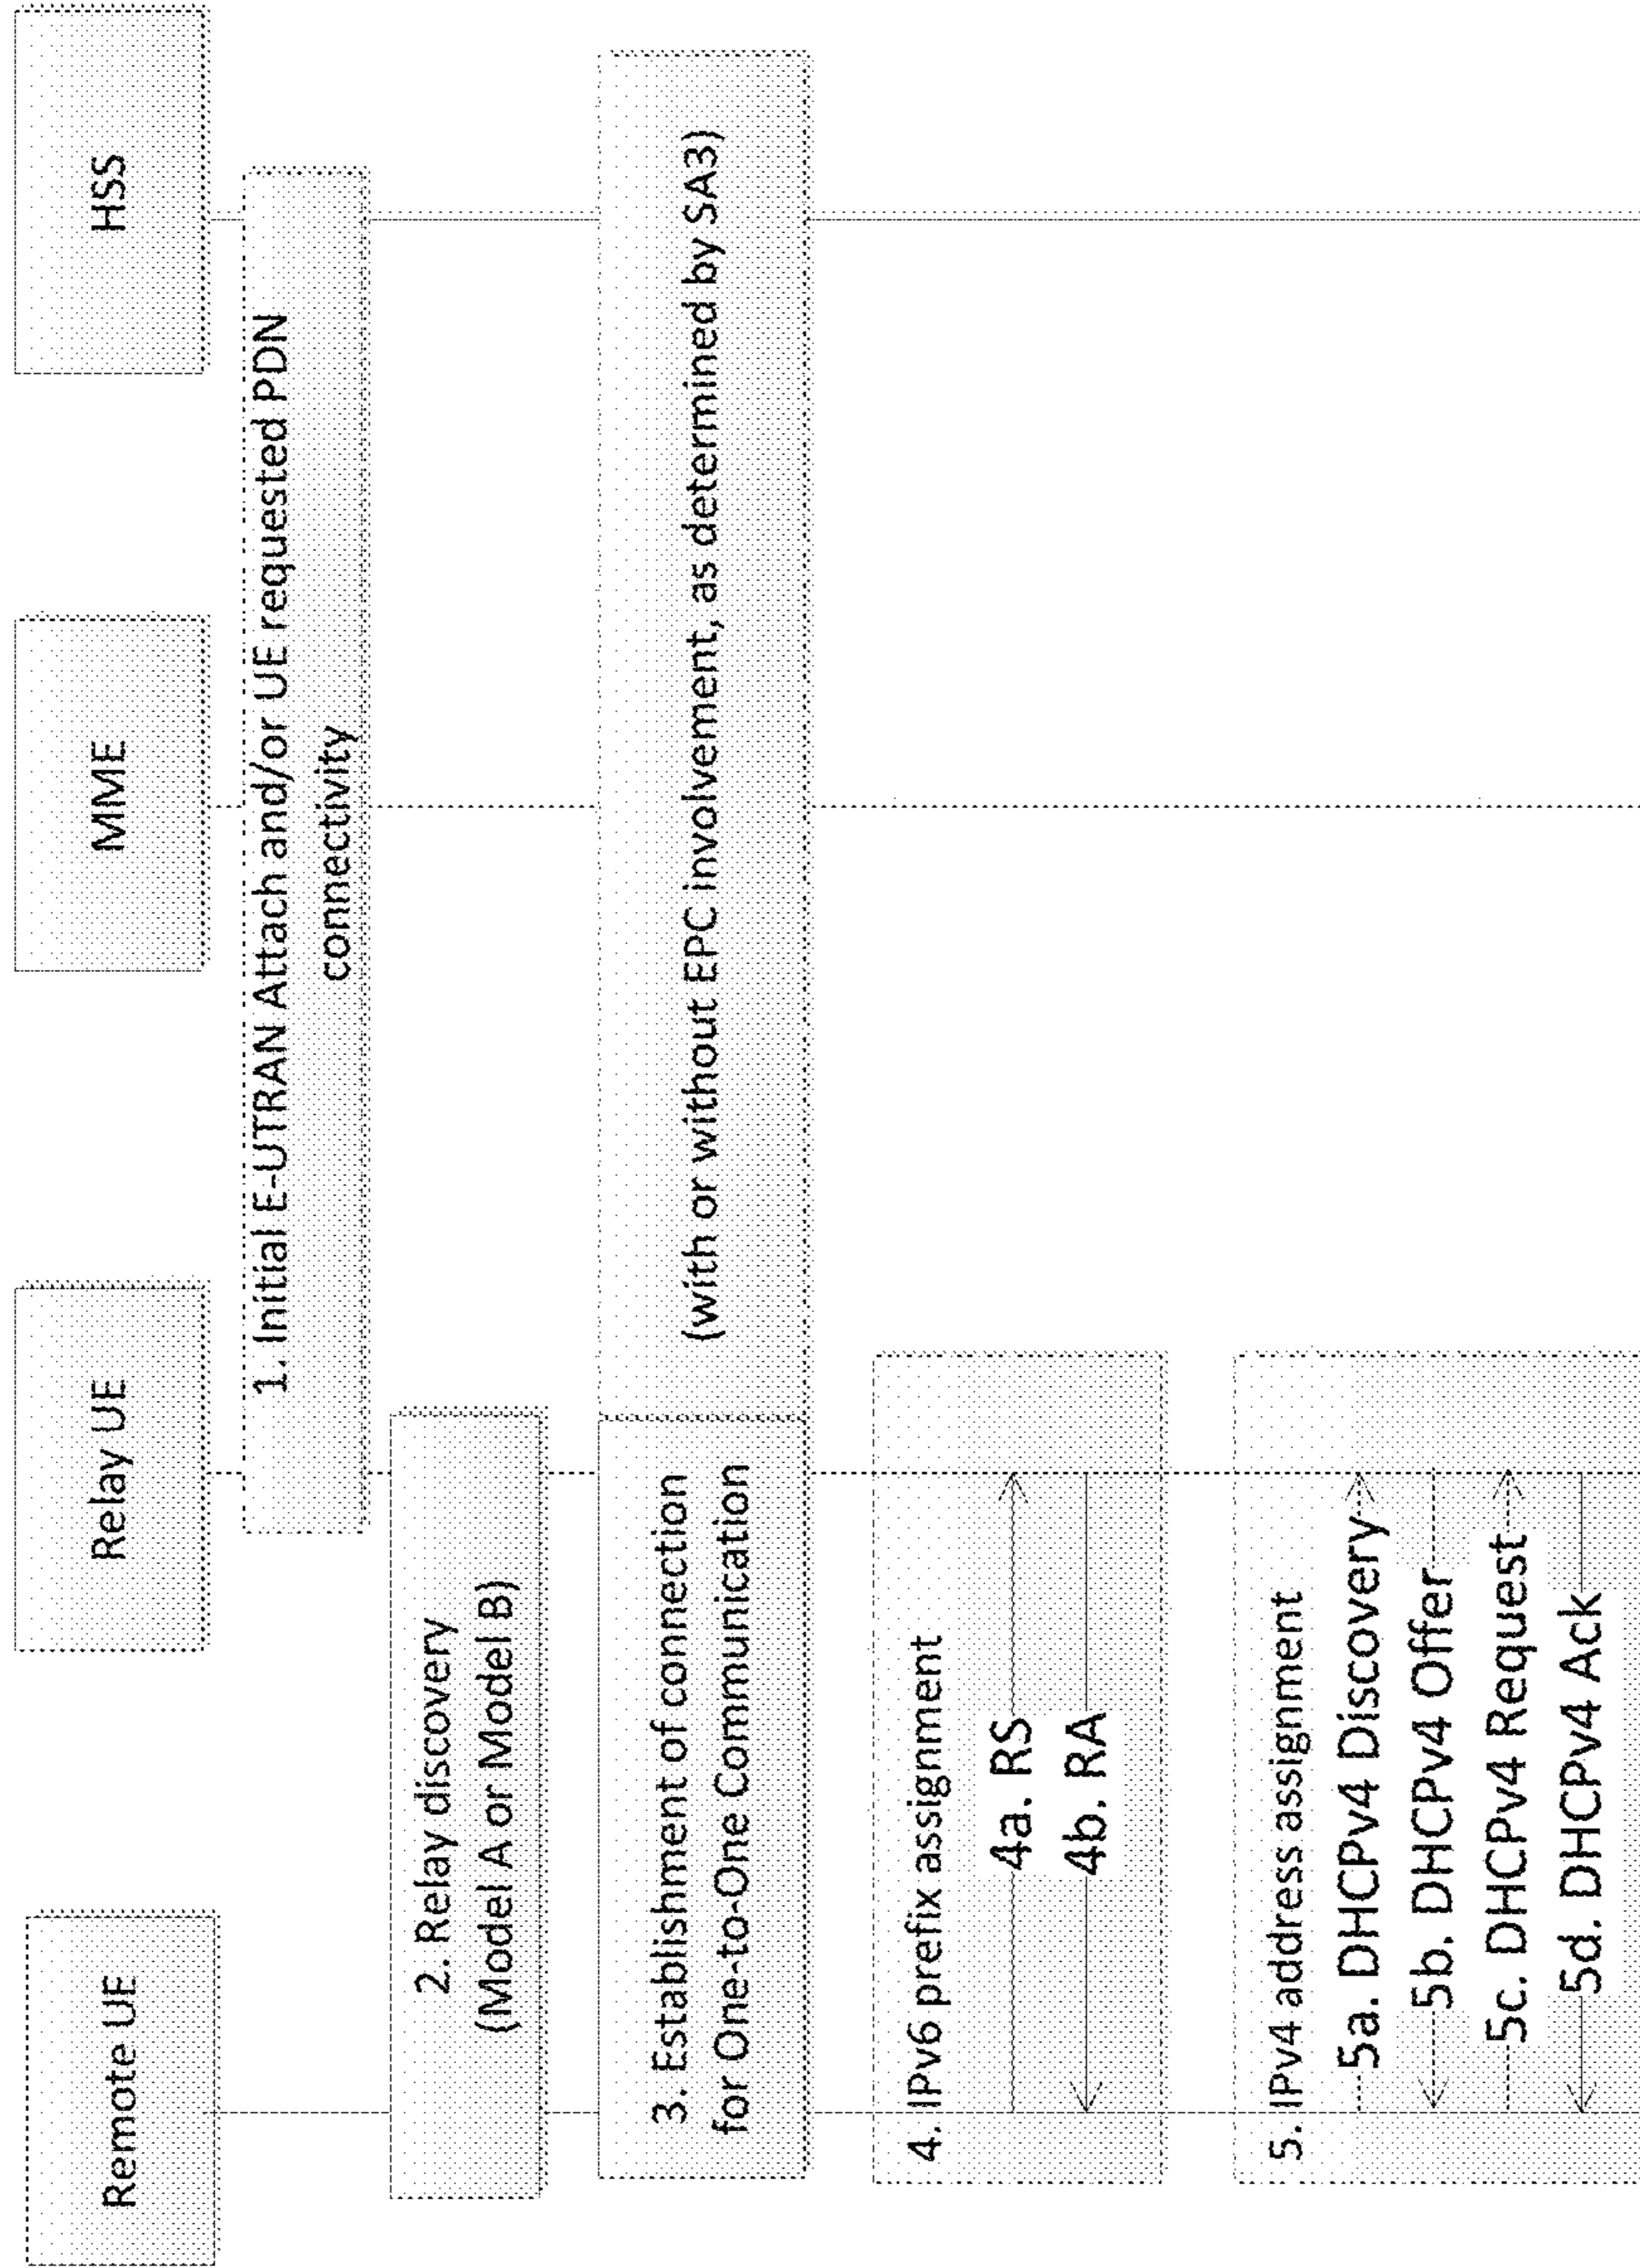 Remote UE
Relay UE
MME
HSS
1. Initial E-UTRAN Attach and/or UE requested PDN
connectivity
2. Relay discovery
(Model A or Model B)
3. Establishment of connection
for One-to-One Communication
(with or without EPC involvement, as determined by SA3)
4. IPv6 prefix assignment
4a. RS
4b. RA
5. IPv4 address assignment
5a. DHCPv4 Discovery
5b. DHCPv4 Offer
5c. DHCPv4 Request
5d. DHCPv4 Ack